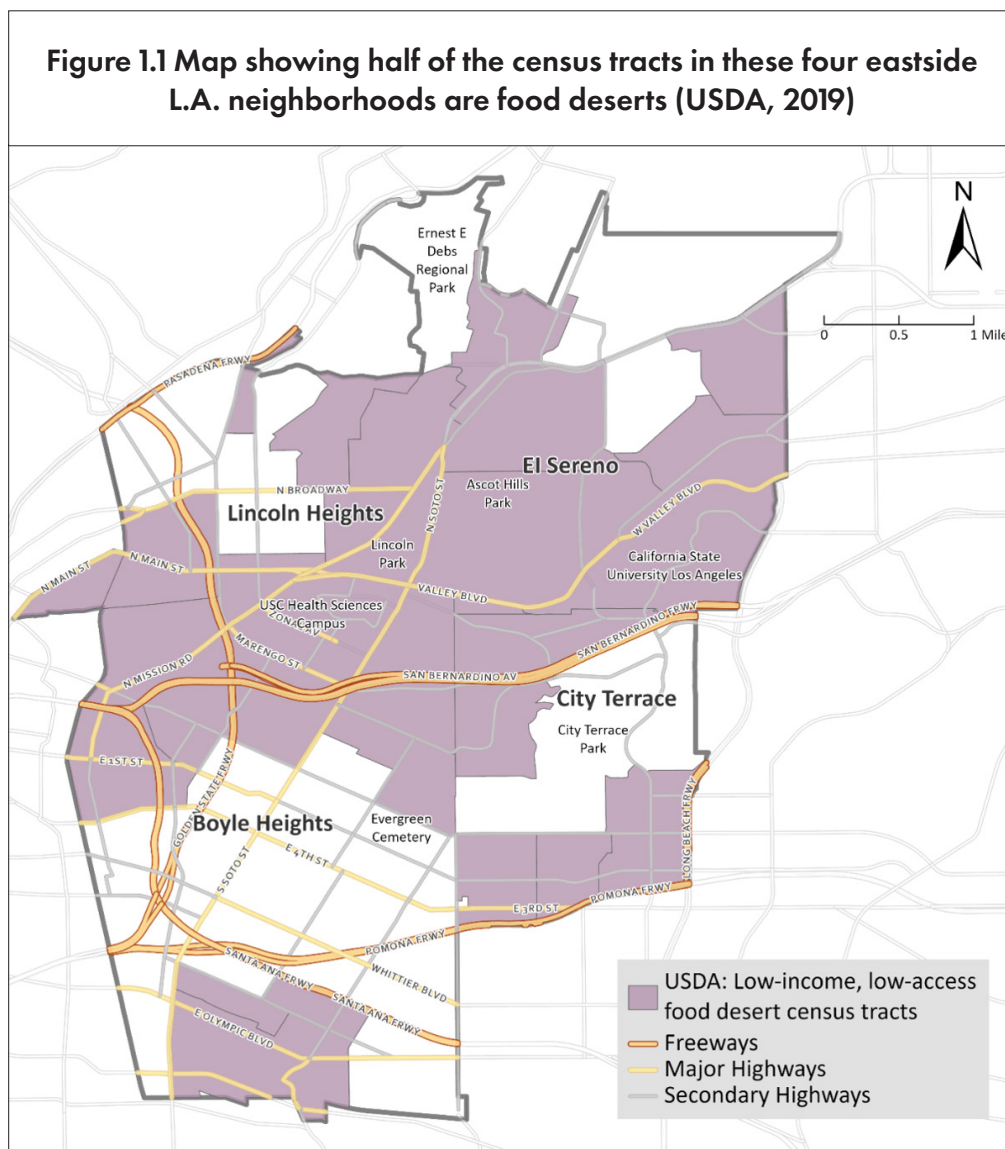 Figure 1.1 Map showing half of the census tracts in these four eastside
L.A. neighborhoods are food deserts (USDA, 2019)
N
Ernest E
Debs
Regional
Park
0 0.5 1 Mile
PASADENA FRWY
El Sereno
Ascot Hills
Park
N BROADWAY
N SOTO ST
W VALLEY BLVD
Lincoln Heights
Lincoln
Park
California State
University Los Angeles
N MAIN ST
N MAIN ST
VALLEY BLVD
USC Health Sciences
Campus
ZONAL AV
MARENGO ST
N MISSION RD
SAN BERNARDINO AV
SAN BERNARDINO FRWY
City Terrace
City Terrace
Park
E 1ST ST
GOLDEN STATE FRWY
LONG BEACH FRWY
Boyle Heights
Evergreen
Cemetery
E 4TH ST
S SOTO ST
E 3RD ST
POMONA FRWY
POMONA FRWY
SANTA ANA FRWY
WHITTIER BLVD
SANTA ANA FRWY
E OLYMPIC BLVD
USDA: Low-income, low-access
food desert census tracts
Freeways
Major Highways
Secondary Highways